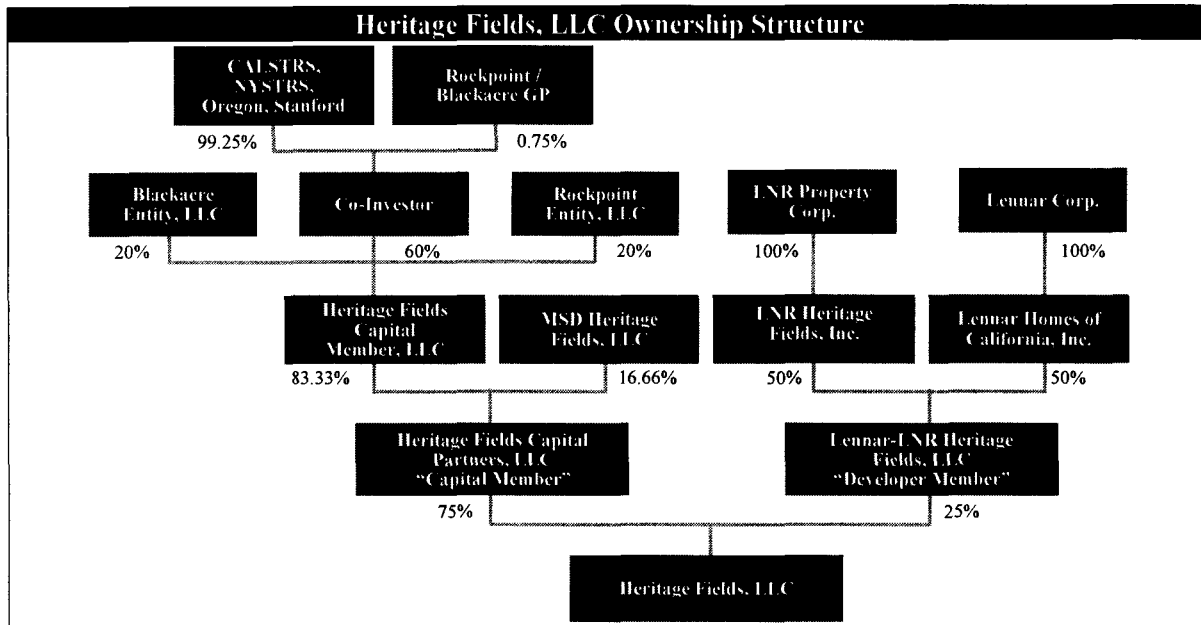 Heritage Fields, LLC Ownership Structure
CALSTRS,
NYSTRS,
Oregon, Stanford
Rockpoint /
Blackacre GP
99.25%
0.75%
Blackacre
Entity, LLC
Co-Investor
Rockpoint
Entity, LLC
LNR Property
Corp.
Lennar Corp.
20%
60%
20%
100%
100%
Heritage Fields
Capital
Member, LLC
MSD Heritage
Fields, LLC
LNR Heritage
Fields, Inc.
Lennar Homes of
California, Inc.
83.33%
16.66%
50%
50%
Heritage Fields Capital
Partners, LLC
“Capital Member”
Lennar-LNR Heritage
Fields, LLC
“Developer Member”
75%
25%
Heritage Fields, LLC